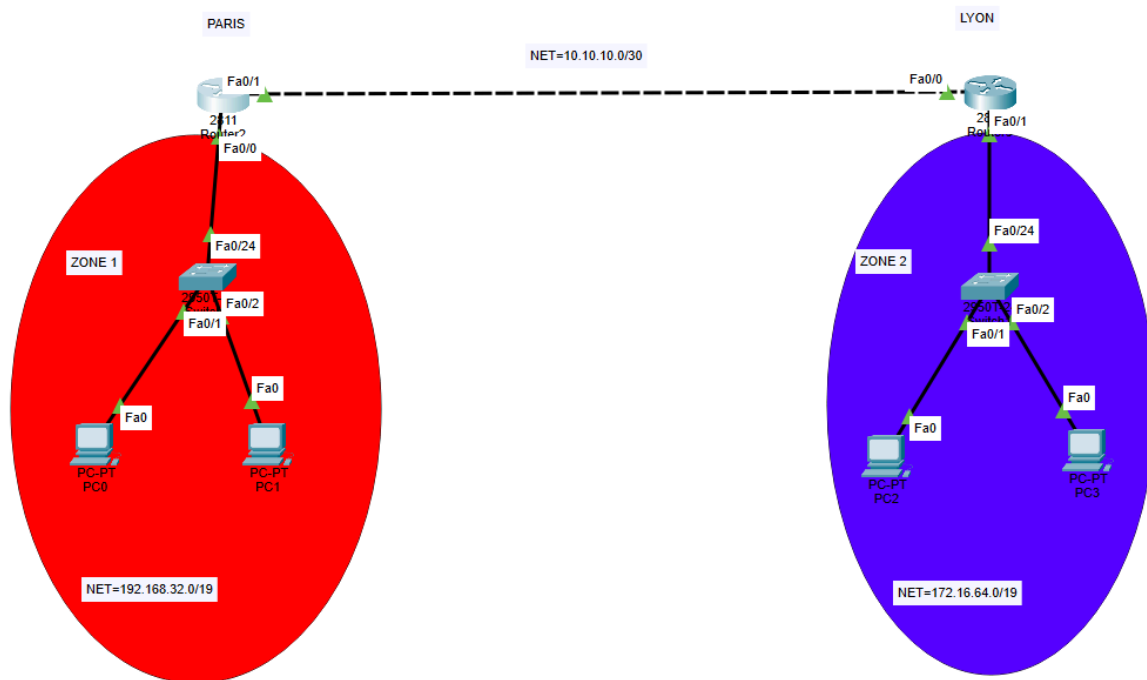 PARIS
LYON
NET=10.10.10.0/30
Fa0/1
Fa0/0
2811
Router2
Fa0/0
Fa0/1
Fa0/24
Fa0/24
ZONE 1
ZONE 2
Fa0/2
Fa0/1
Fa0/2
Fa0/1
Fa0
Fa0
Fa0
Fa0
PC-PT
PC0
PC-PT
PC1
PC-PT
PC2
PC-PT
PC3
NET=192.168.32.0/19
NET=172.16.64.0/19